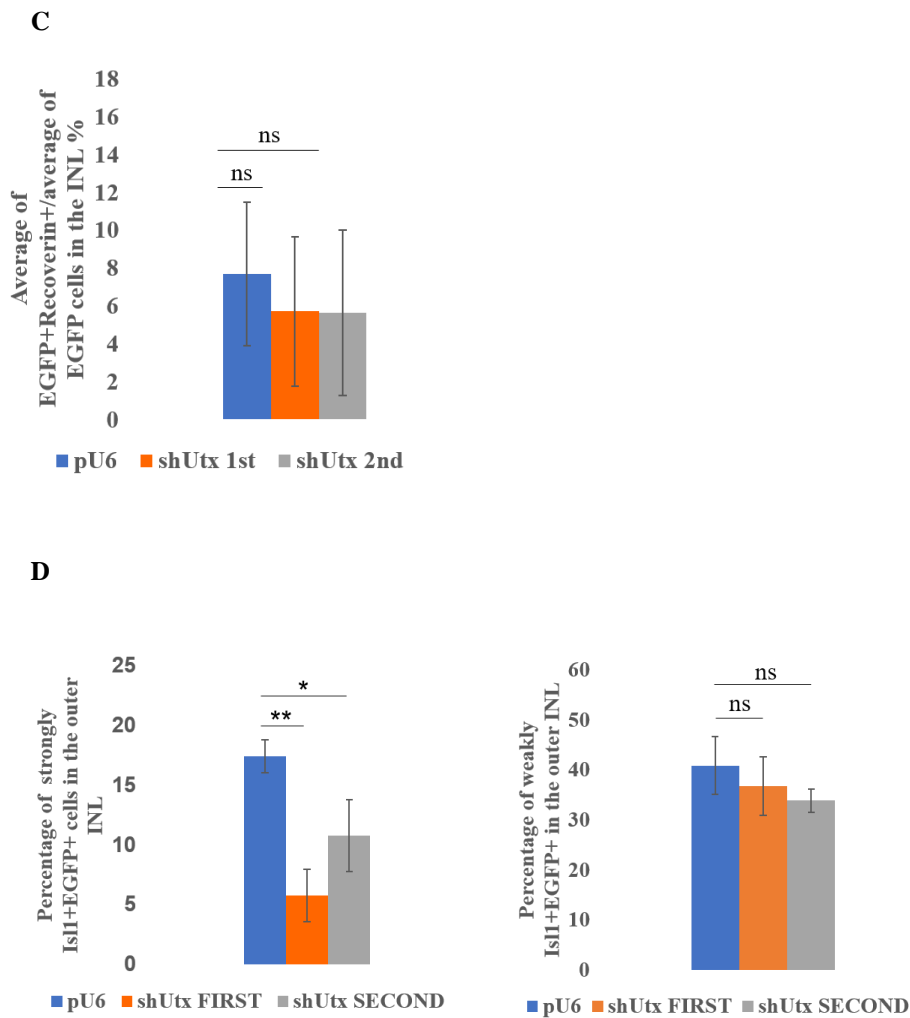 C
Average of
EGFP+Recoverin+/average of
EGFP cells in the INL %
18
16
14
12
10
8
6
4
2
0
ns
ns
pU6 shUtx 1st shUtx 2nd
D
Percentage of strongly
Isl1+EGFP+ cells in the outer
INL
25
20
15
10
5
0
*
**
pU6 shUtx FIRST shUtx SECOND
Percentage of weakly
Isl1+EGFP+ in the outer INL
60
50
40
30
20
10
0
ns
ns
pU6 shUtx FIRST shUtx SECOND